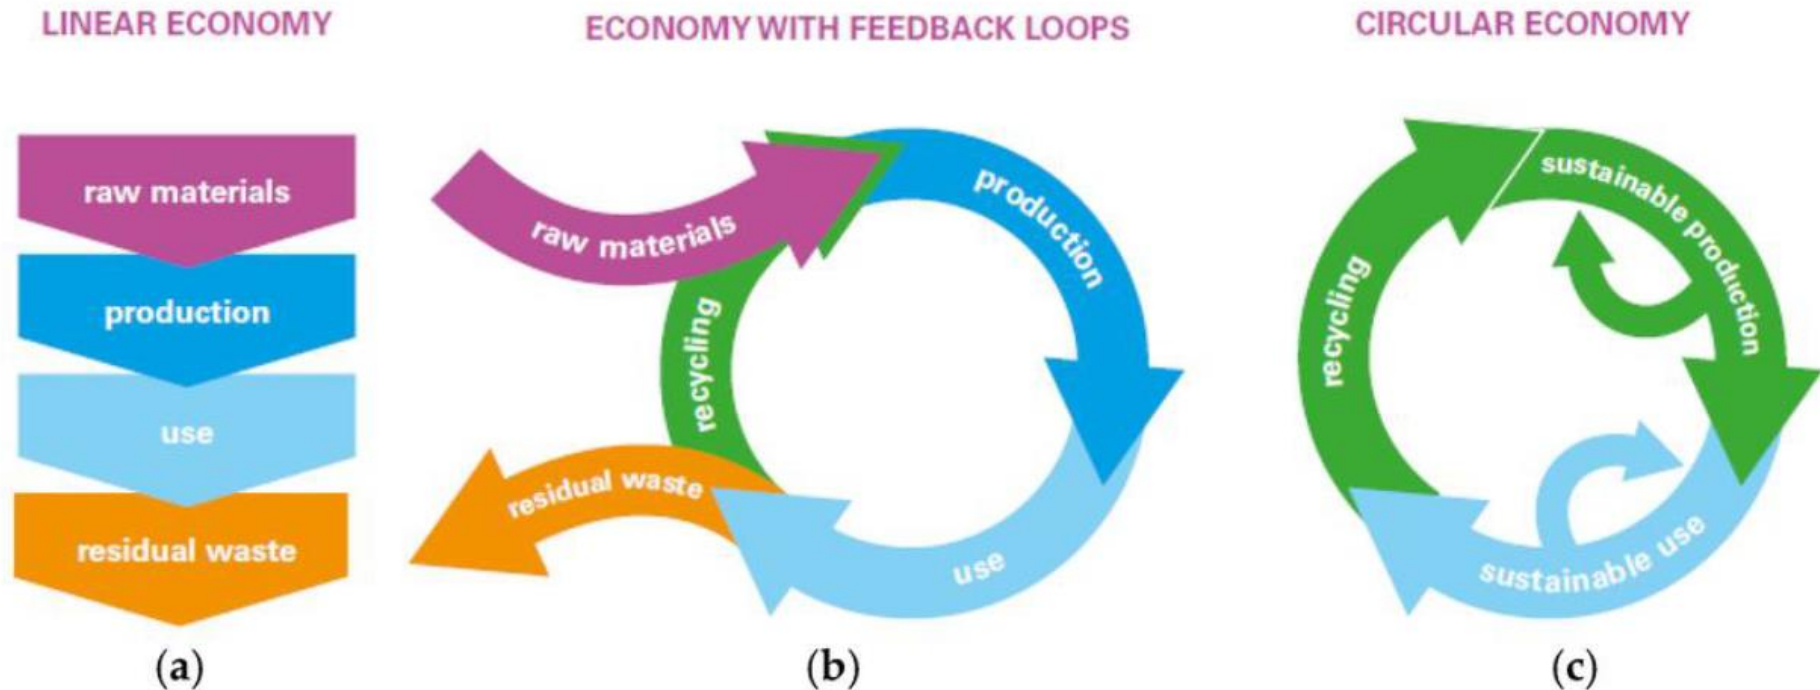 LINEAR ECONOMY
raw materials
production
use
residual waste
(a)
ECONOMY WITH FEEDBACK LOOPS
raw materials
production
recycling
residual waste
use
(b)
CIRCULAR ECONOMY
sustainable production
recycling
sustainable use
(c)